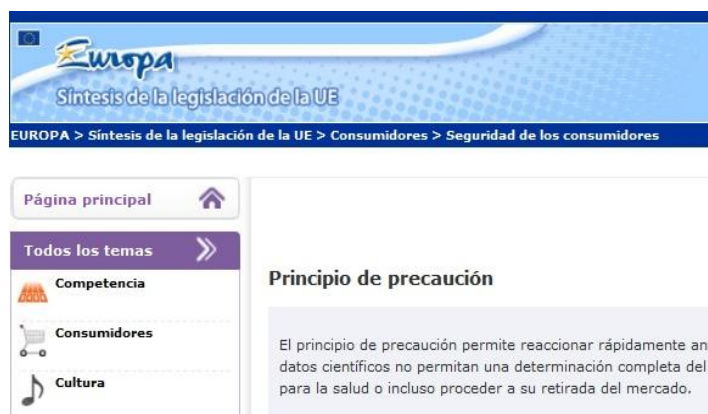 Europa
Síntesis de la legislación de la UE
EUROPA > Síntesis de la legislación de la UE > Consumidores > Seguridad de los consumidores
Página principal
Todos los temas
Competencia
Consumidores
Cultura
Principio de precaución
El principio de precaución permite reaccionar rápidamente an
datos científicos no permitan una determinación completa del
para la salud o incluso proceder a su retirada del mercado.